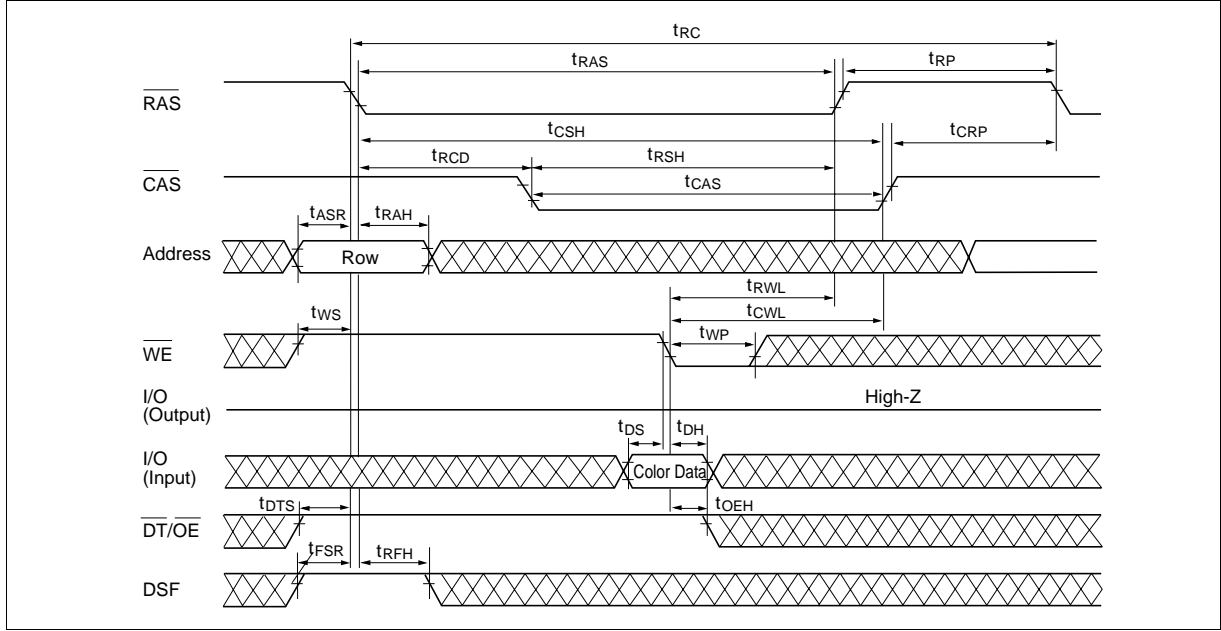 tRC
tRAS
tRP
RAS
tCSH
tCRP
tRCD
tRSH
CAS
tCAS
tASR
tRAH
Address
Row
tRWL
tCWL
tWS
tWP
WE
I/O
(Output)
High-Z
tDS
tDH
I/O
(Input)
Color Data
tDTS
tOEH
DT/OE
tFSR
tRFH
DSF